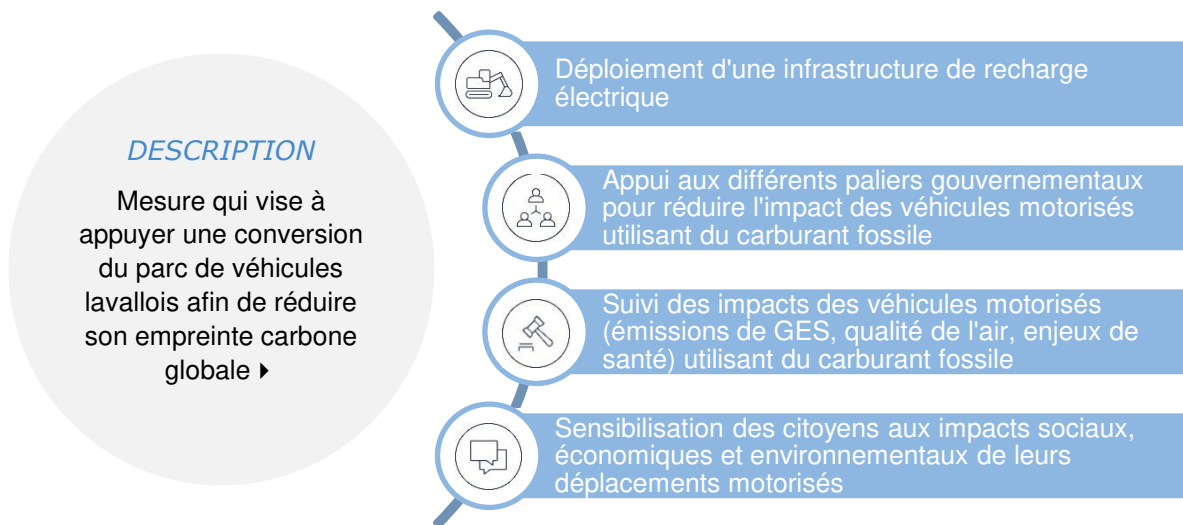 DESCRIPTION
Mesure qui vise à
appuyer une conversion
du parc de véhicules
lavallois afin de réduire
son empreinte carbone
globale ▸
Déploiement d'une infrastructure de recharge
électrique
Appui aux différents paliers gouvernementaux
pour réduire l'impact des véhicules motorisés
utilisant du carburant fossile
Suivi des impacts des véhicules motorisés
(émissions de GES, qualité de l'air, enjeux de
santé) utilisant du carburant fossile
Sensibilisation des citoyens aux impacts sociaux,
économiques et environnementaux de leurs
déplacements motorisés